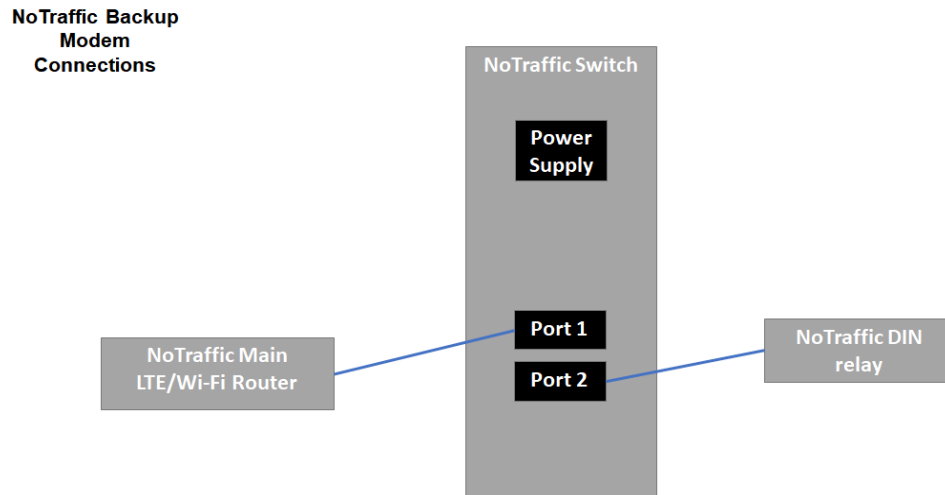 NoTraffic Backup
Modem
Connections
NoTraffic Switch
Power
Supply
Port 1
Port 2
NoTraffic Main
LTE/Wi-Fi Router
NoTraffic DIN
relay